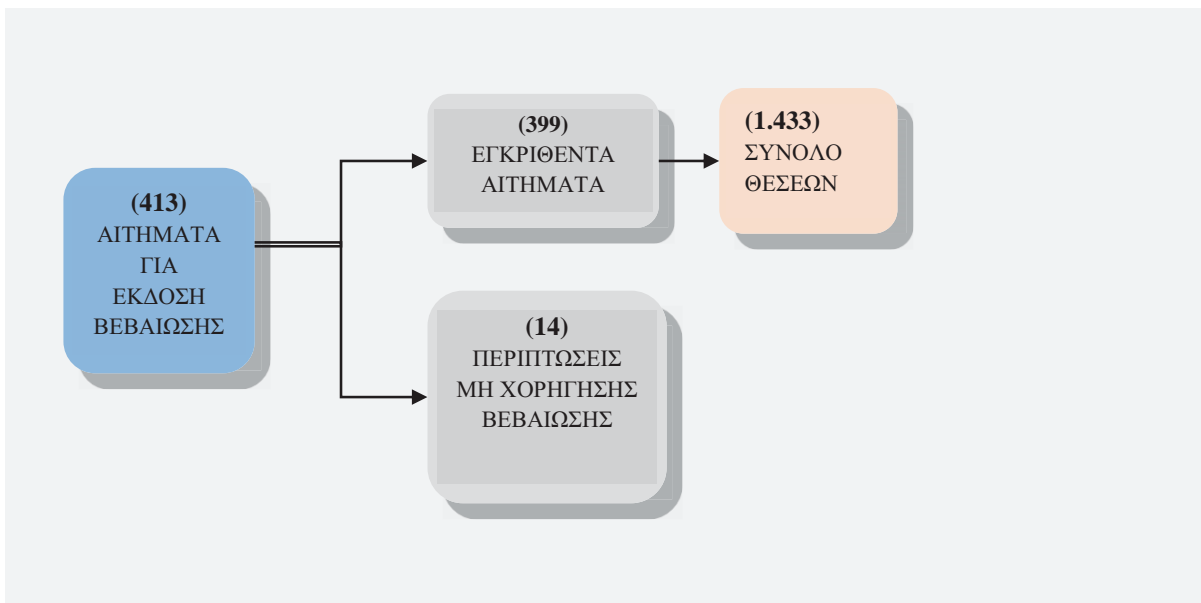 (413)
ΑΙΤΗΜΑΤΑ
ΓΙΑ
ΕΚΔΟΣΗ
ΒΕΒΑΙΩΣΗΣ
(399)
ΕΓΚΡΙΘΕΝΤΑ
ΑΙΤΗΜΑΤΑ
(1.433)
ΣΥΝΟΛΟ
ΘΕΣΕΩΝ
(14)
ΠΕΡΙΠΤΩΣΕΙΣ
ΜΗ ΧΟΡΗΓΗΣΗΣ
ΒΕΒΑΙΩΣΗΣ